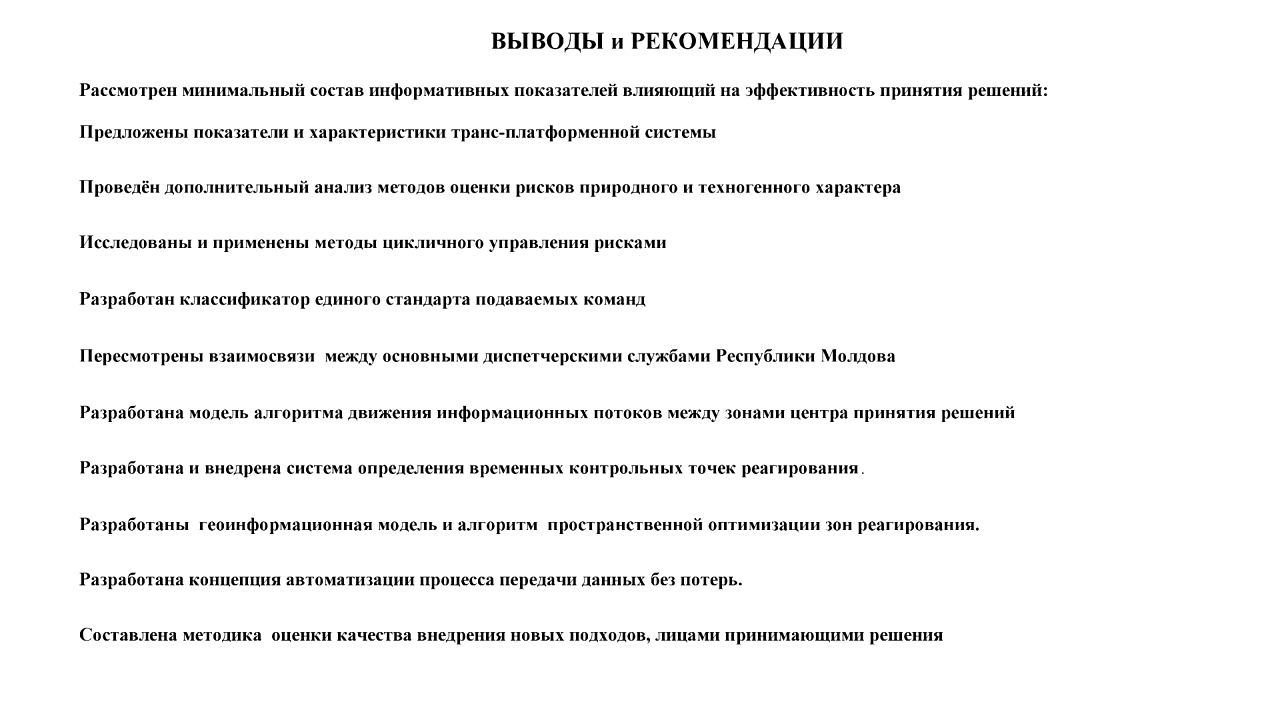 ВЫВОДЫ и РЕКОМЕНДАЦИИ
Рассмотрен минимальный состав информативных показателей влияющий на эффективность принятия решений:
Предложены показатели и характеристики транс-платформенной системы
Проведён дополнительный анализ методов оценки рисков природного и техногенного характера
Исследованы и применены методы цикличного управления рисками
Разработан классификатор единого стандарта подаваемых команд
Пересмотрены взаимосвязи  между основными диспетчерскими службами Республики Молдова
Разработана модель алгоритма движения информационных потоков между зонами центра принятия решений
Разработана и внедрена система определения временных контрольных точек реагирования.
Разработаны  геоинформационная модель и алгоритм  пространственной оптимизации зон реагирования.
Разработана концепция автоматизации процесса передачи данных без потерь.
Составлена методика  оценки качества внедрения новых подходов, лицами принимающими решения